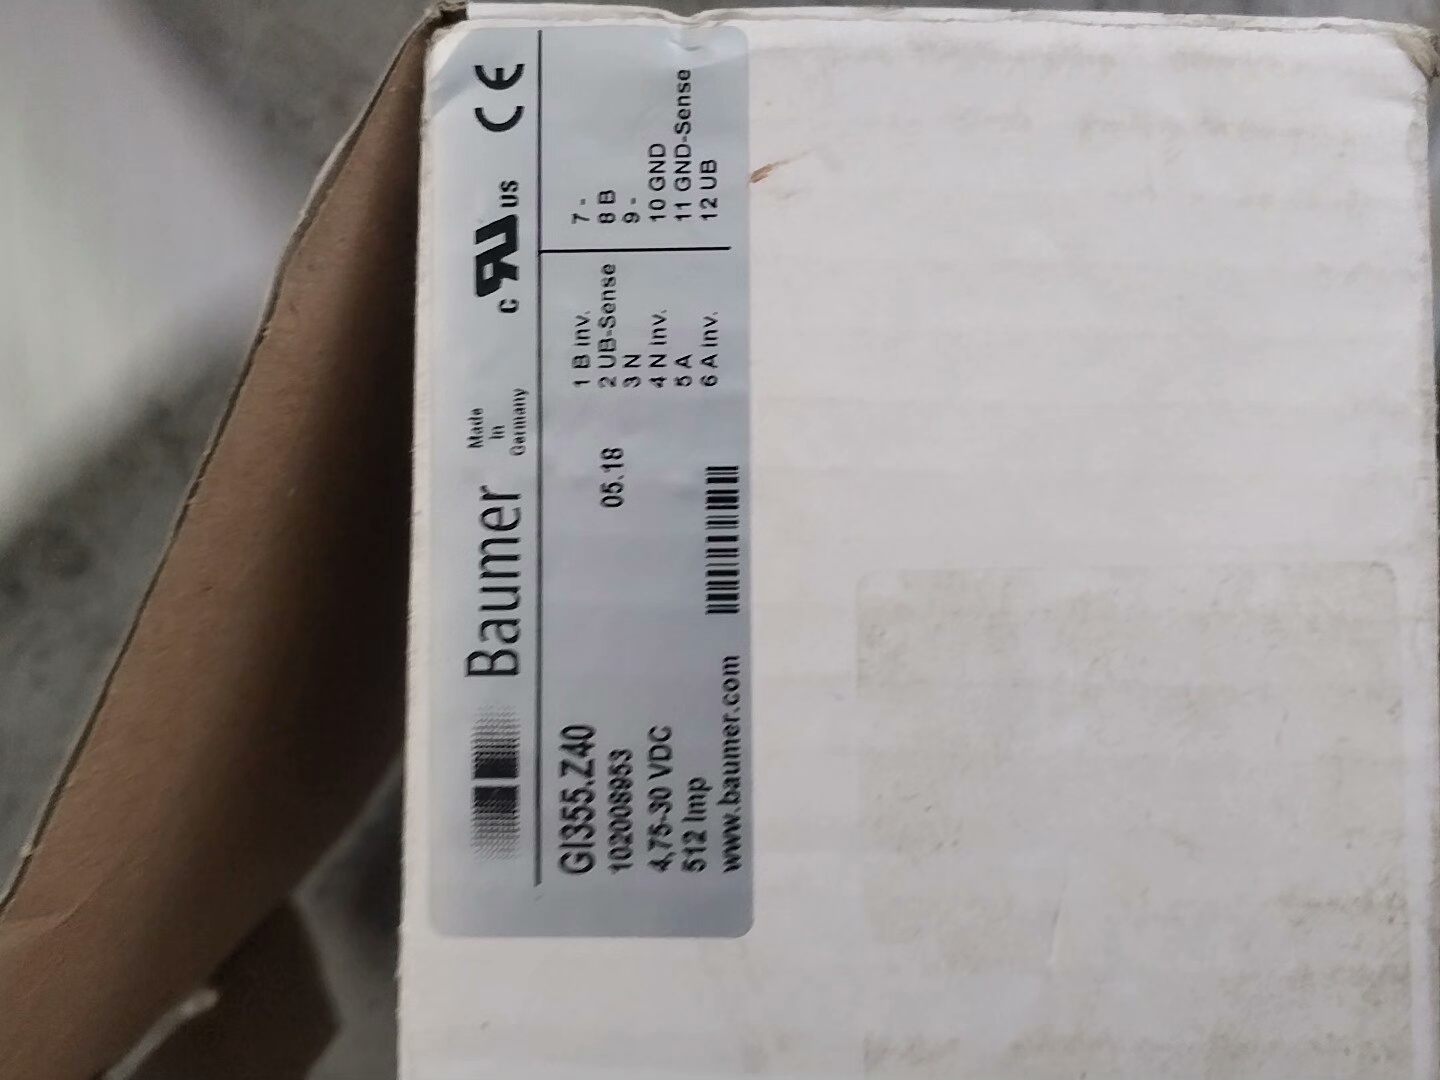 Baumer
Made
in
Germany
c RU us CE
GI355.Z40
102008953
4,75-30 VDC
512 Imp
www.baumer.com
05.18
1 B inv.
2 UB-Sense
3 N
4 N inv.
5 A
6 A inv.
7 -
8 B
9 -
10 GND
11 GND-Sense
12 UB